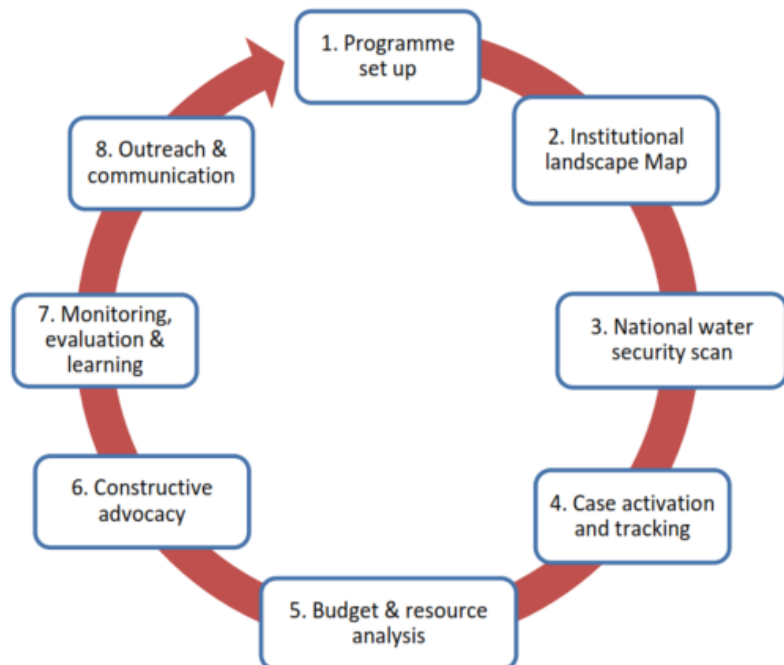 1. Programme
set up
2. Institutional
landscape Map
3. National water
security scan
4. Case activation
and tracking
5. Budget & resource
analysis
6. Constructive
advocacy
7. Monitoring,
evaluation &
learning
8. Outreach &
communication